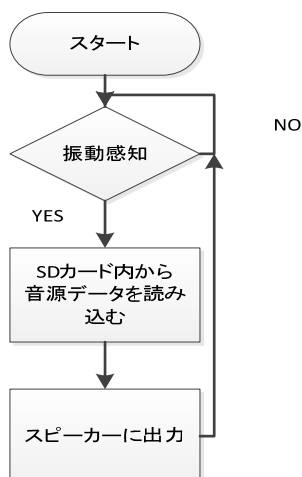 スタート
振動感知
NO
YES
SDカード内から
音源データを読み
込む
スピーカーに出力